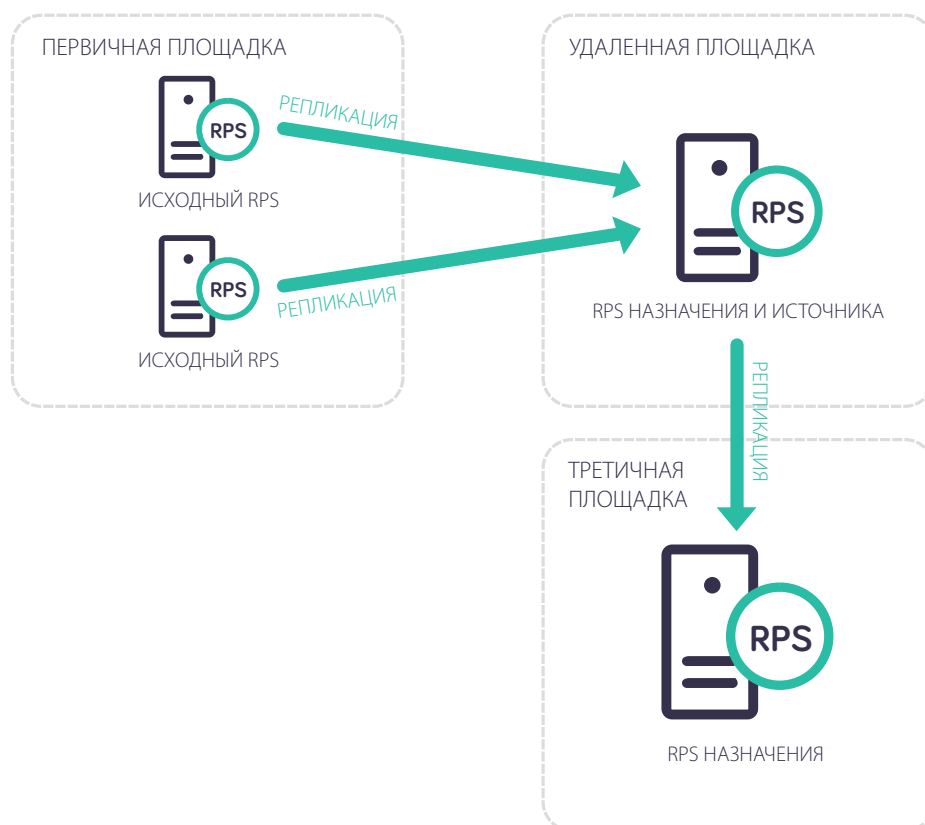 ПЕРВИЧНАЯ ПЛОЩАДКА
RPS
ИСХОДНЫЙ RPS
РЕПЛИКАЦИЯ
RPS
ИСХОДНЫЙ RPS
РЕПЛИКАЦИЯ
УДАЛЕННАЯ ПЛОЩАДКА
RPS
RPS НАЗНАЧЕНИЯ И ИСТОЧНИКА
РЕПЛИКАЦИЯ
ТРЕТИЧНАЯ
ПЛОЩАДКА
RPS
RPS НАЗНАЧЕНИЯ